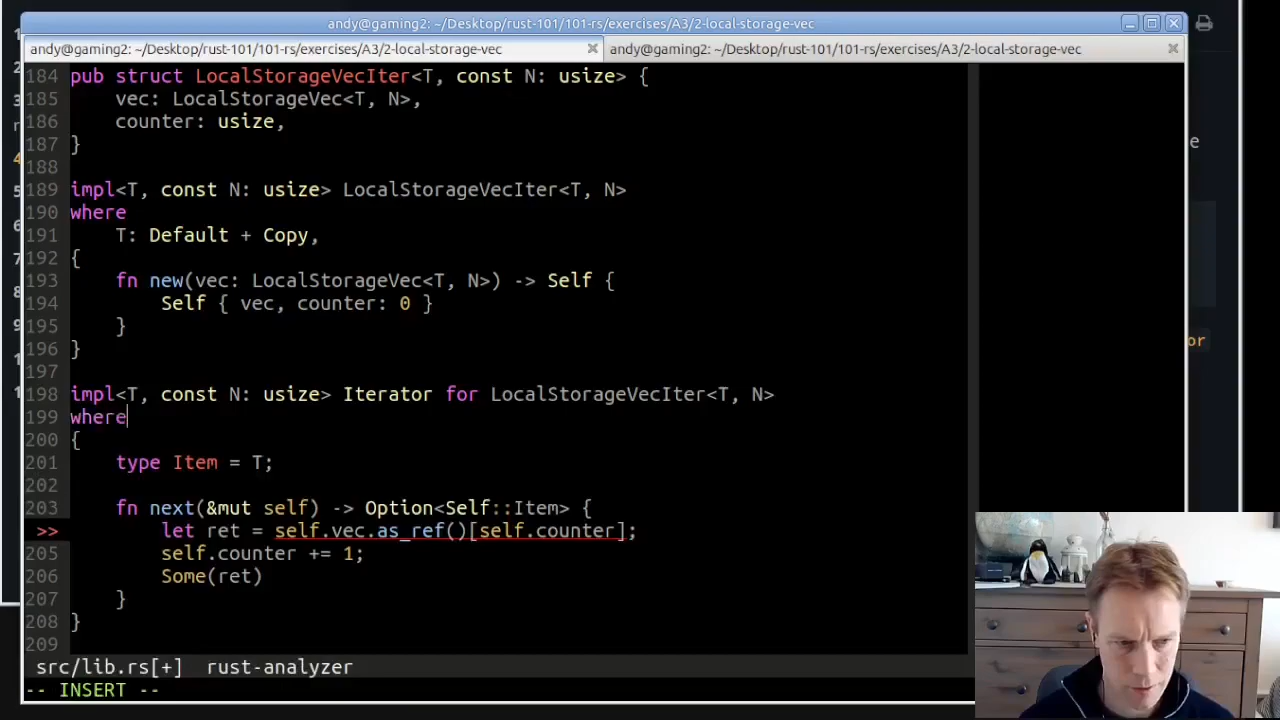 andy@gaming2: ~/Desktop/rust-101/101-rs/exercises/A3/2-local-storage-vec
andy@gaming2: ~/Desktop/rust-101/101-rs/exercises/A3/2-local-storage-vec
andy@gaming2: ~/Desktop/rust-101/101-rs/exercises/A3/2-local-storage-vec
184 pub struct LocalStorageVecIter<T, const N: usize> {
185     vec: LocalStorageVec<T, N>,
186     counter: usize,
187 }
188
189 impl<T, const N: usize> LocalStorageVecIter<T, N>
190 where
191     T: Default + Copy,
192 {
193     fn new(vec: LocalStorageVec<T, N>) -> Self {
194         Self { vec, counter: 0 }
195     }
196 }
197
198 impl<T, const N: usize> Iterator for LocalStorageVecIter<T, N>
199 where
200 {
201     type Item = T;
202
203     fn next(&mut self) -> Option<Self::Item> {
>>         let ret = self.vec.as_ref()[self.counter];
205         self.counter += 1;
206         Some(ret)
207     }
208 }
209
src/lib.rs[+] rust-analyzer
-- INSERT --